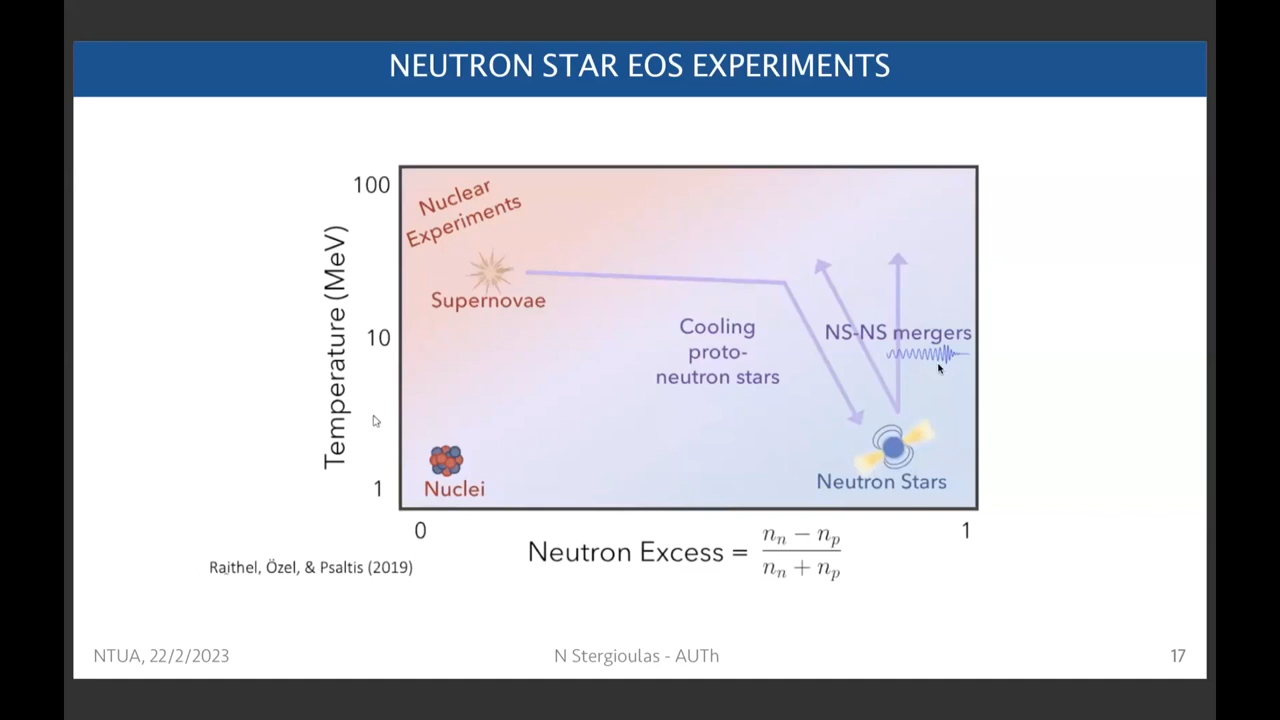 NEUTRON STAR EOS EXPERIMENTS
100
10
1
Temperature (MeV)
Nuclear
Experiments
Supernovae
Cooling
proto-
neutron stars
NS-NS mergers
Nuclei
Neutron Stars
0
1
Neutron Excess = \frac{n_n - n_p}{n_n + n_p}
Raithel, Özel, & Psaltis (2019)
NTUA, 22/2/2023
N Stergioulas - AUTh
17